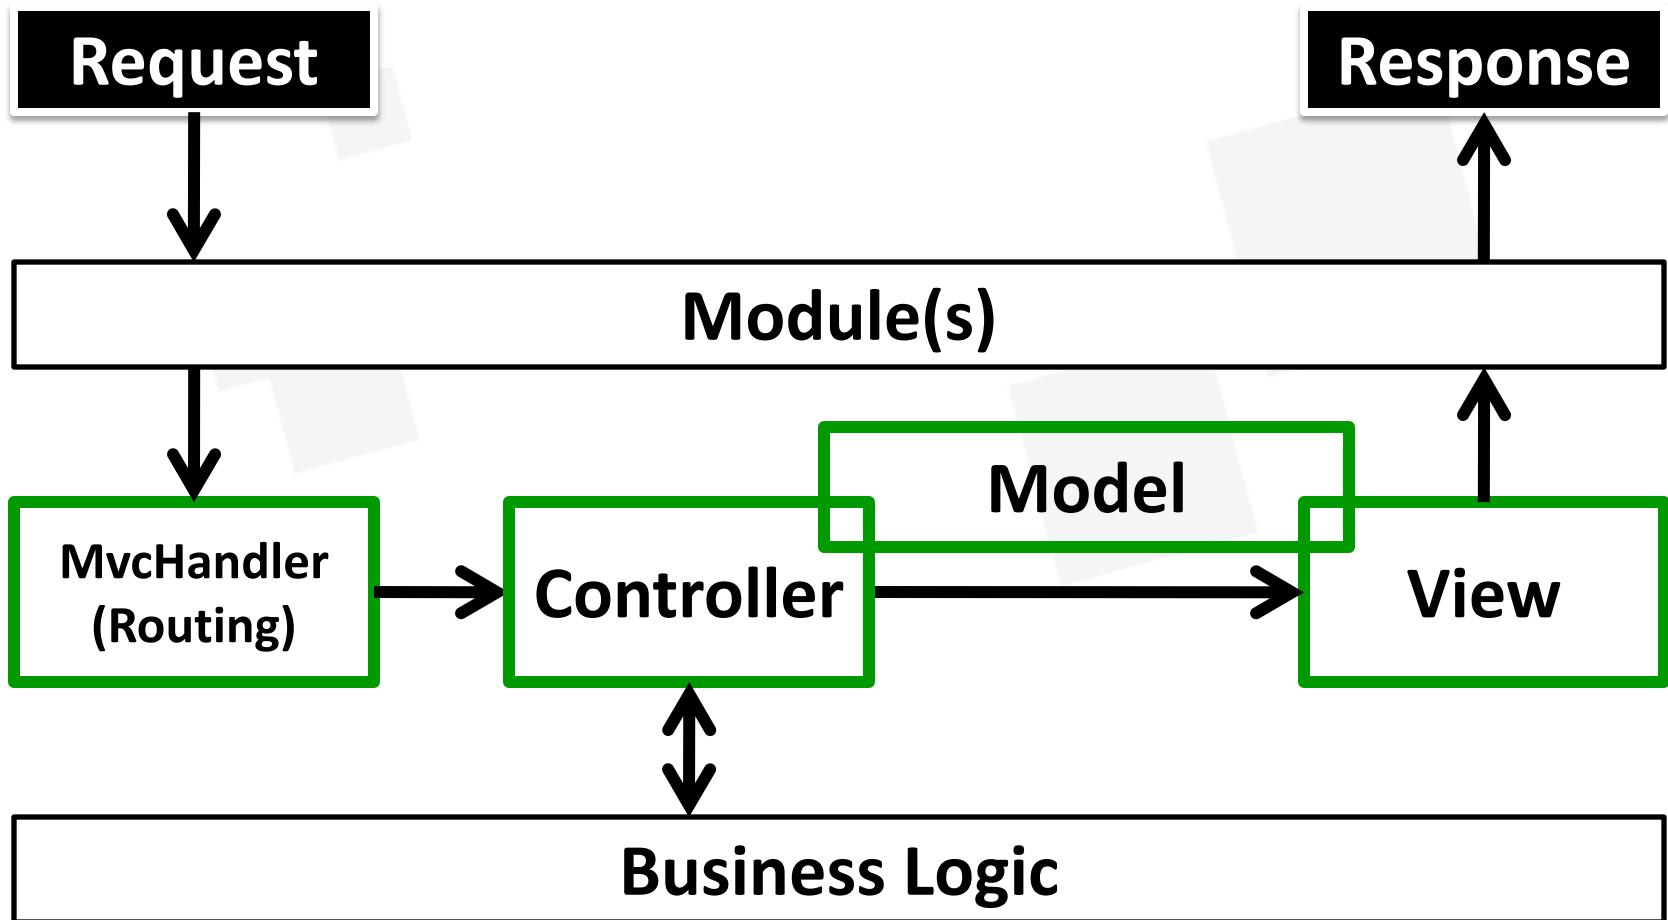 Request
Response
Module(s)
Model
MvcHandler
(Routing)
Controller
View
Business Logic